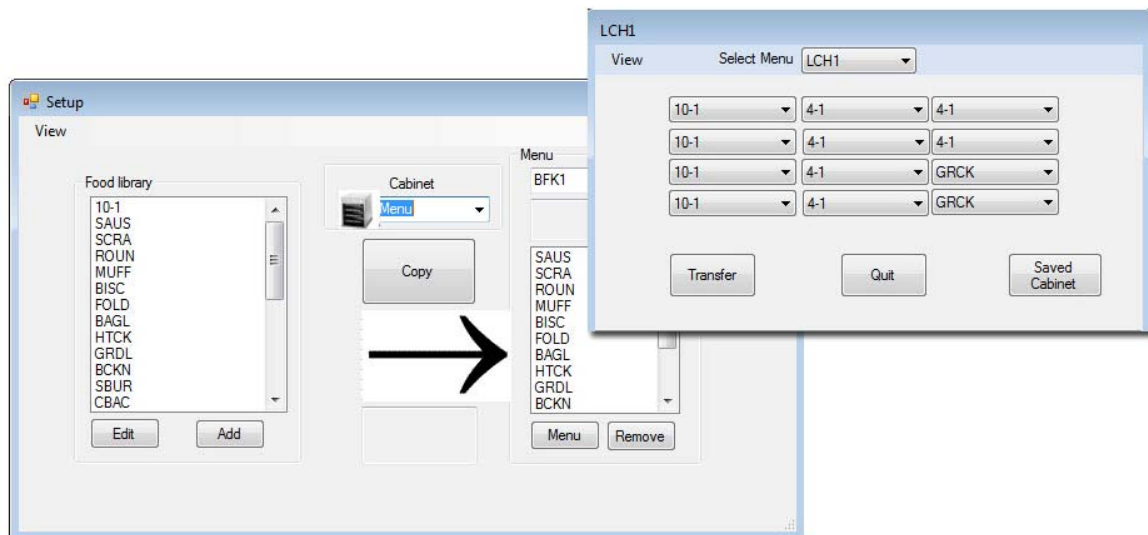 LCH1
View Select Menu LCH1
10-1 4-1 4-1
10-1 4-1 4-1
10-1 4-1 GRCK
10-1 4-1 GRCK
Transfer Quit Saved Cabinet
Setup
View
Food library
10-1
SAUS
SCRA
ROUN
MUFF
BISC
FOLD
BAGL
HTCK
GRDL
BCKN
SBUR
CBAC
Edit Add
Cabinet
Menu
Copy
Menu
BFK1
SAUS
SCRA
ROUN
MUFF
BISC
FOLD
BAGL
HTCK
GRDL
BCKN
Menu Remove